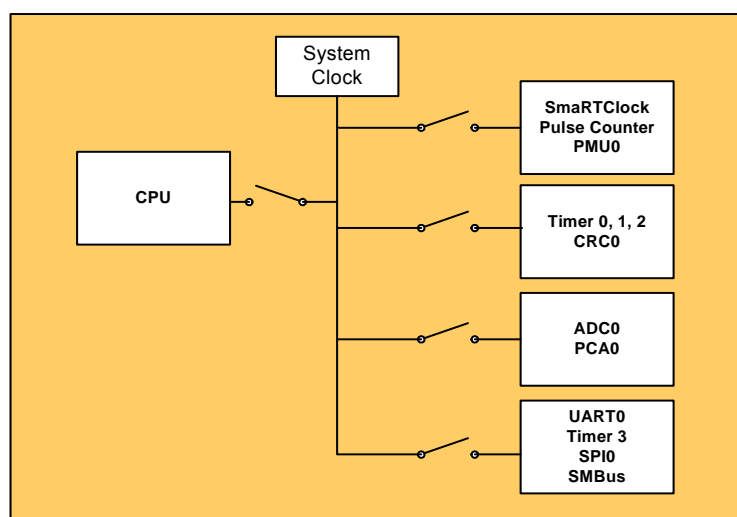 System
Clock
SmaRTClock
Pulse Counter
PMU0
CPU
Timer 0, 1, 2
CRC0
ADC0
PCA0
UART0
Timer 3
SPI0
SMBus